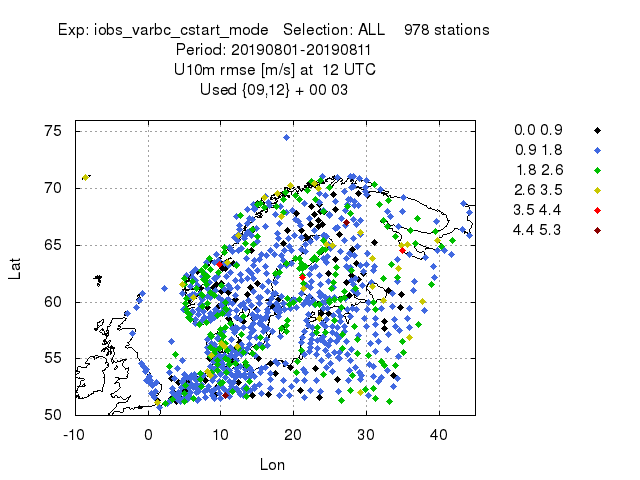 Exp: iobs_varbc_cstart_mode Selection: ALL 978 stations
Period: 20190801-20190811
U10m rmse [m/s] at 12 UTC
Used {09,12} + 00 03
0.0 0.9
0.9 1.8
1.8 2.6
2.6 3.5
3.5 4.4
4.4 5.3
75
70
65
60
55
50
Lat
-10 0 10 20 30 40
Lon